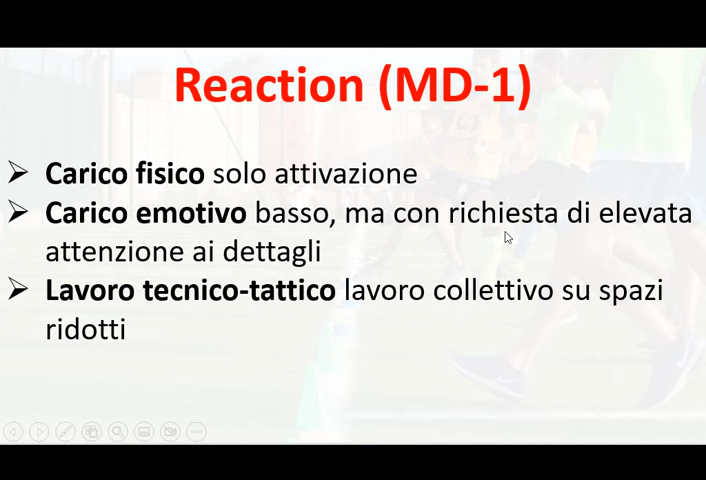 Reaction (MD-1)
Carico fisico solo attivazione
Carico emotivo basso, ma con richiesta di elevata
attenzione ai dettagli
Lavoro tecnico-tattico lavoro collettivo su spazi
ridotti